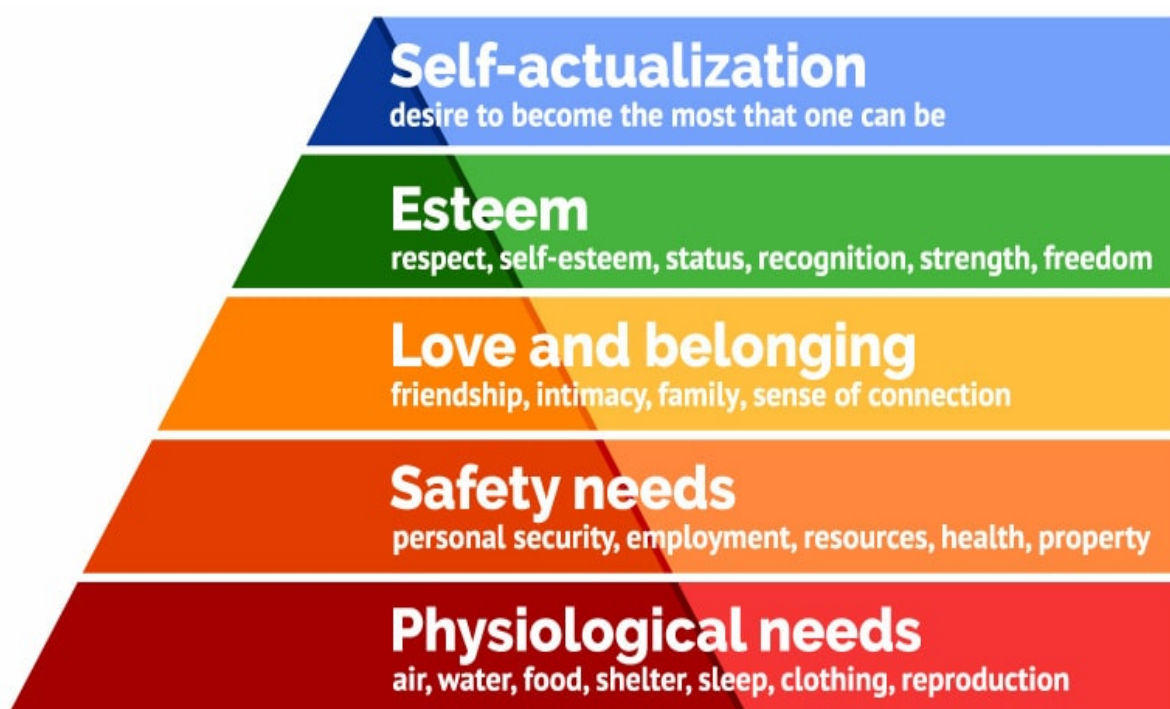 Self-actualization
desire to become the most that one can be
Esteem
respect, self-esteem, status, recognition, strength, freedom
Love and belonging
friendship, intimacy, family, sense of connection
Safety needs
personal security, employment, resources, health, property
Physiological needs
air, water, food, shelter, sleep, clothing, reproduction